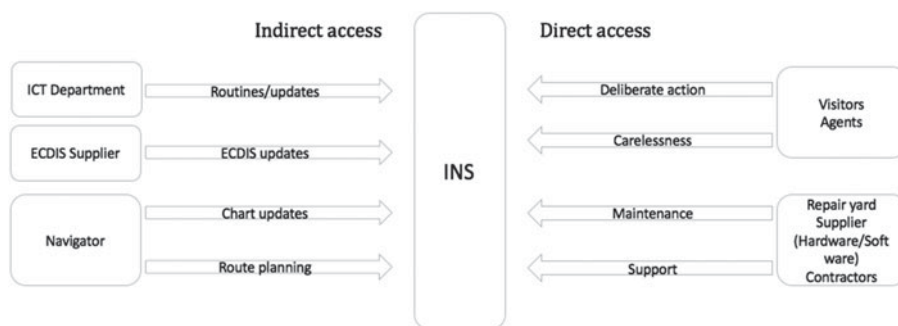 Indirect access
Direct access
ICT Department
Routines/updates
ECDIS Supplier
ECDIS updates
Navigator
Chart updates
Route planning
INS
Deliberate action
Carelessness
Visitors
Agents
Maintenance
Support
Repair yard
Supplier
(Hardware/Soft
ware)
Contractors